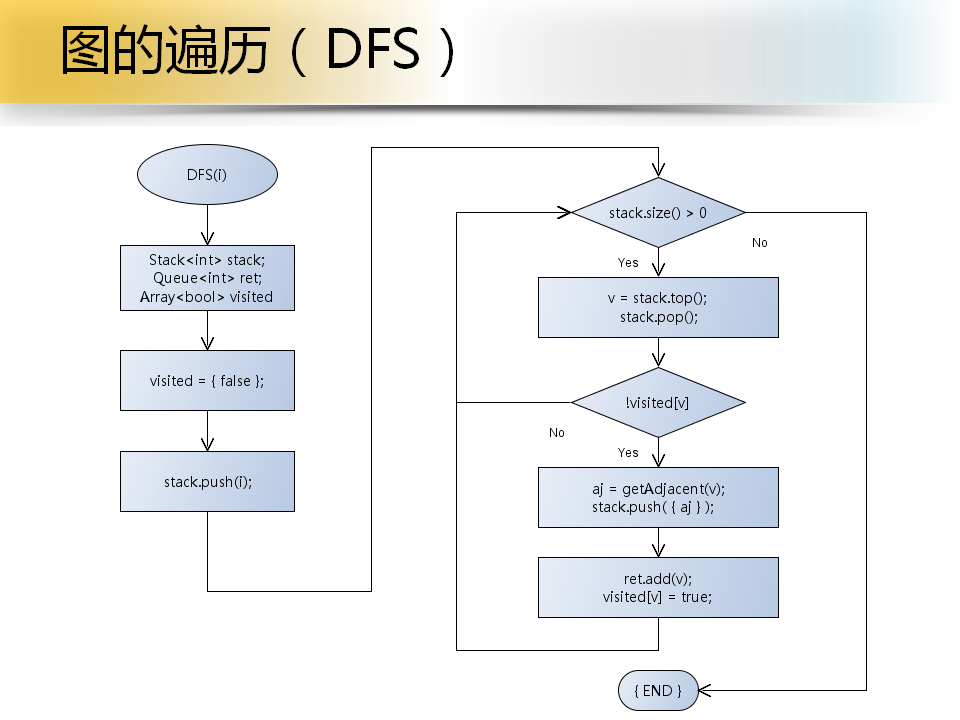 图的遍历（DFS）
DFS(i)
Stack<int> stack;
Queue<int> ret;
Array<bool> visited
visited = { false };
stack.push(i);
stack.size() > 0
No
Yes
v = stack.top();
stack.pop();
!visited[v]
No
Yes
aj = getAdjacent(v);
stack.push( { aj } );
ret.add(v);
visited[v] = true;
{ END }